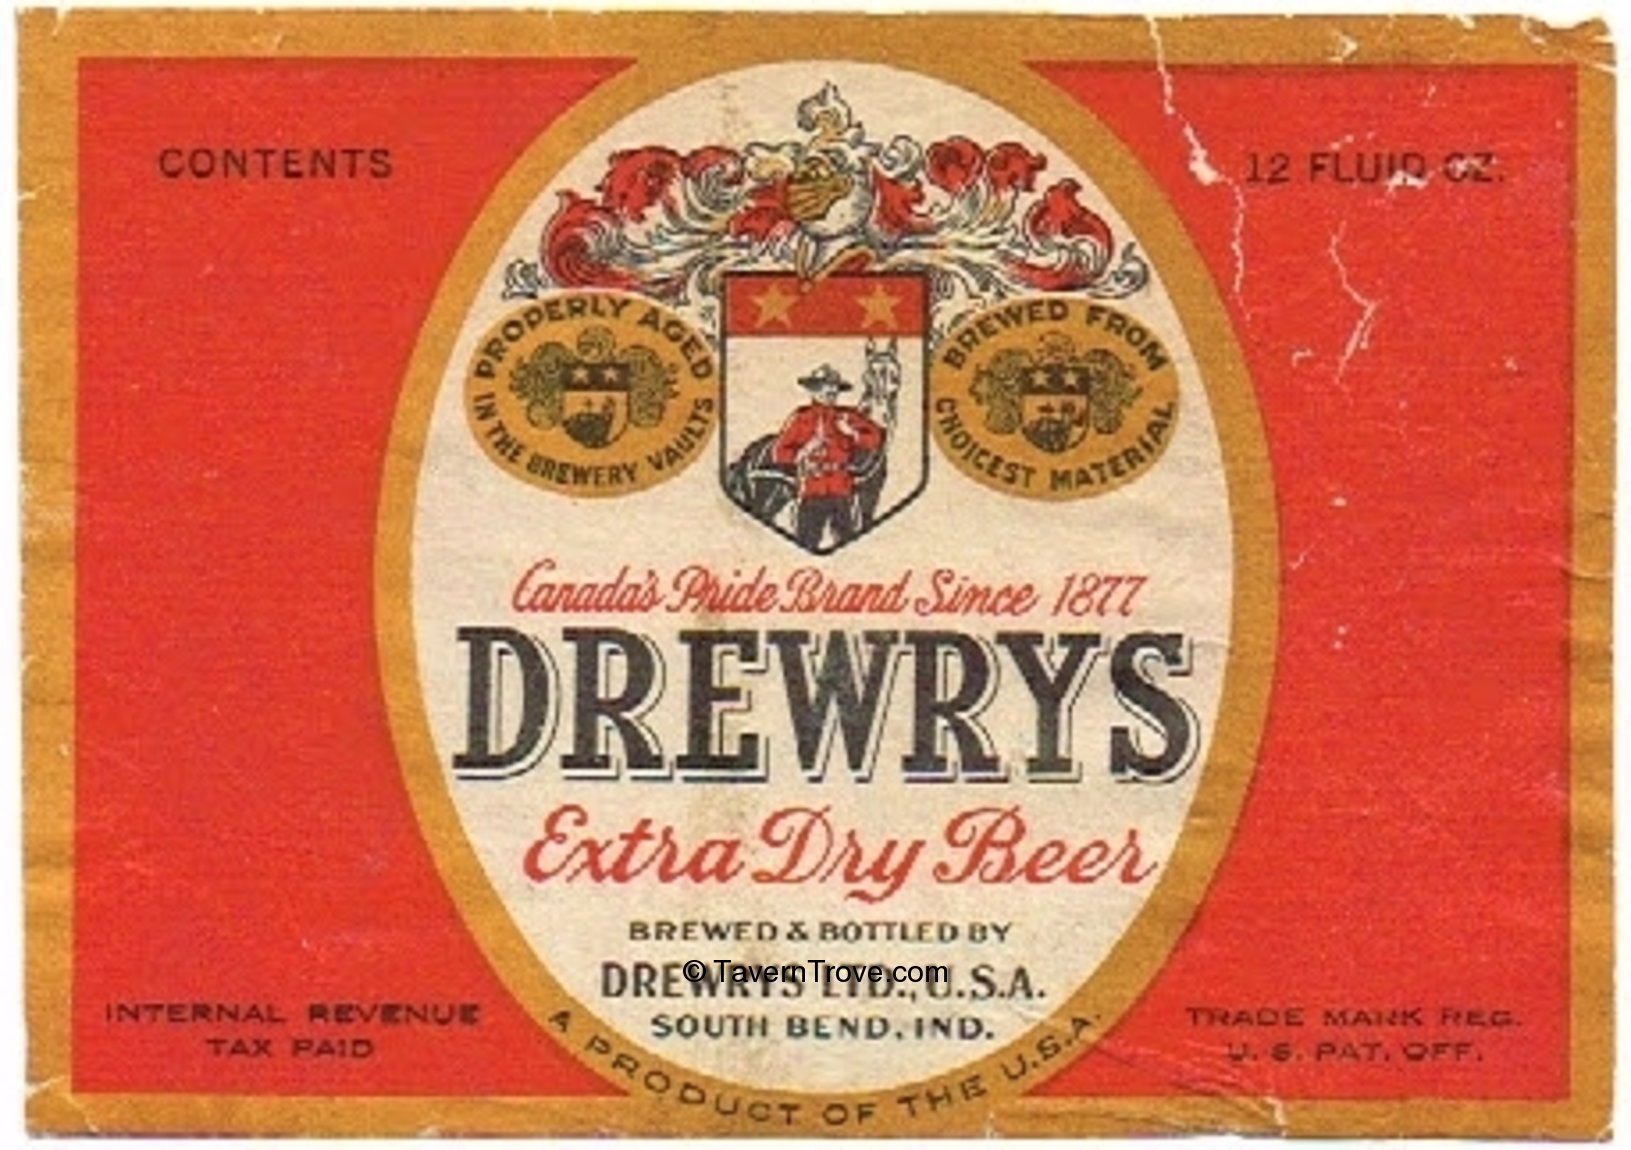 CONTENTS
12 FLUID OZ.
PROPERLY AGED
IN THE BREWERY VAULTS
BREWED FROM
CHOICEST MATERIAL
Canada's Pride Brand Since 1877
DREWRYS
Extra Dry Beer
BREWED & BOTTLED BY
© TavernTrove.com
DREWRYS LTD., U.S.A.
SOUTH BEND, IND.
INTERNAL REVENUE
TAX PAID
TRADE MARK REG.
U. S. PAT. OFF.
A PRODUCT OF THE U.S.A.